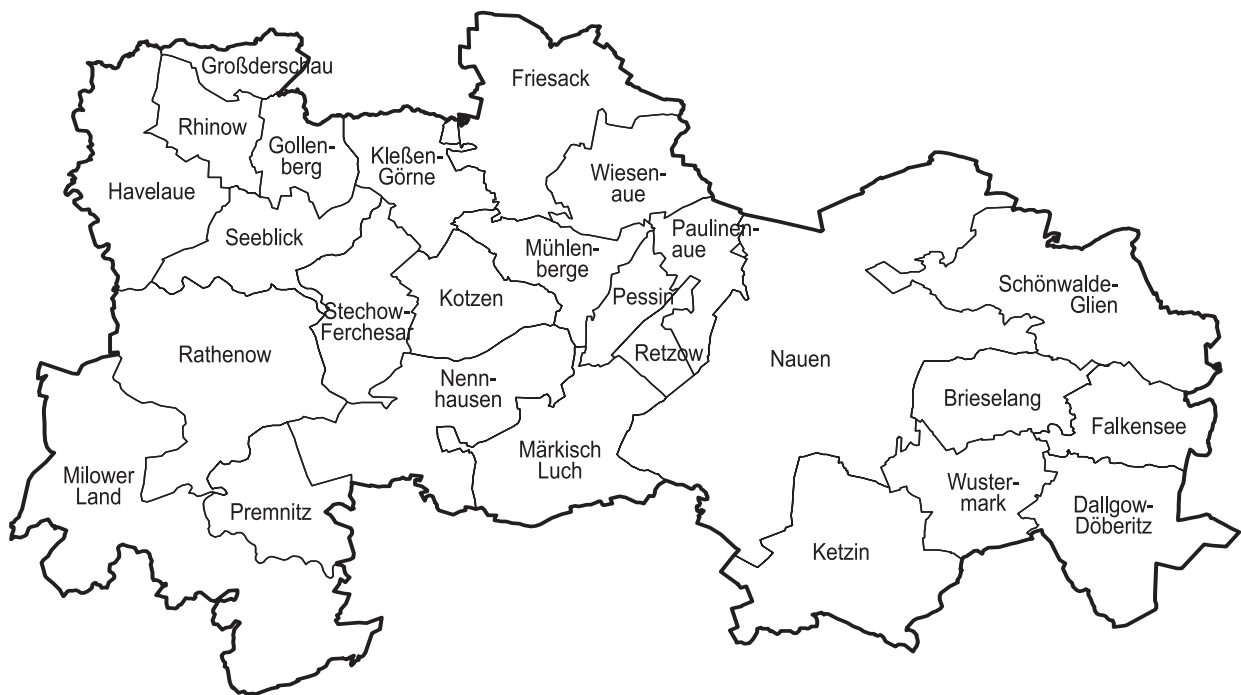 Großderschau
Friesack
Rhinow
Gollen-
berg
Kleßen-
Görne
Wiesen-
aue
Havelaue
Seeblick
Paulinen-
aue
Mühlen-
berge
Schönwalde-
Glien
Kotzen
Pessin
Stechow-
Ferchesar
Rathenow
Retzow
Nauen
Nenn-
hausen
Brieselang
Falkensee
Märkisch
Luch
Milower
Land
Premnitz
Wuster-
mark
Dallgow-
Döberitz
Ketzin